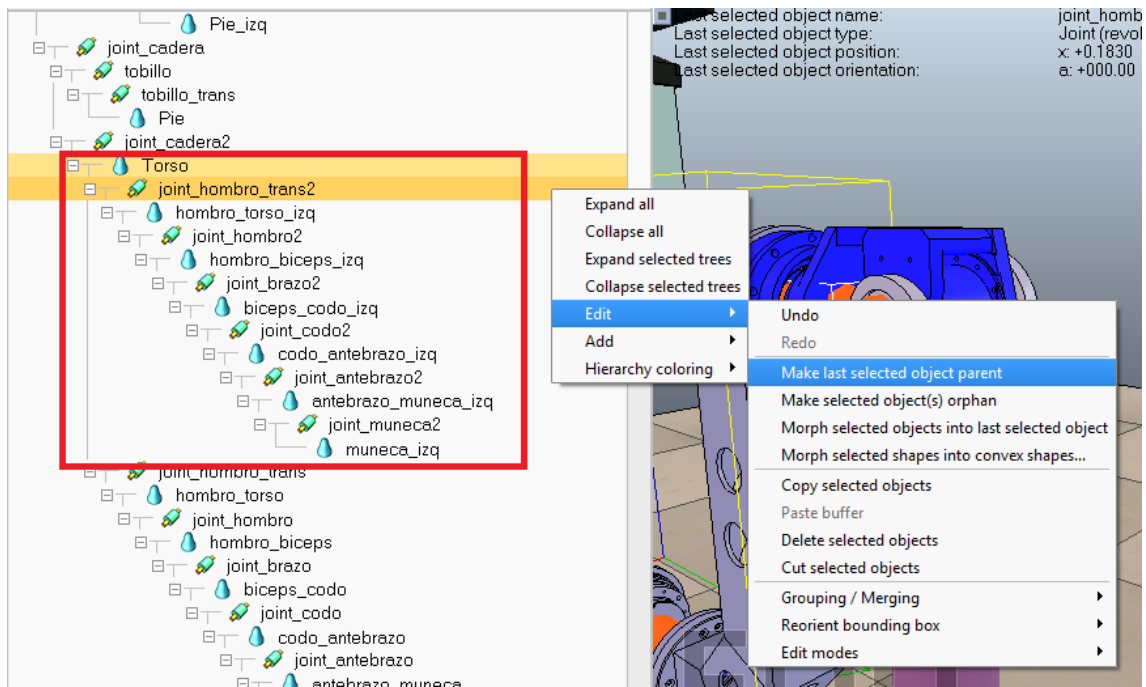 Pie_izq
joint_cadera
tobillo
tobillo_trans
Pie
joint_cadera2
Torso
joint_hombro_trans2
hombro_torso_izq
joint_hombro2
hombro_biceps_izq
joint_brazo2
biceps_codo_izq
joint_codo2
codo_antebrazo_izq
joint_antebrazo2
antebrazo_muneca_izq
joint_muneca2
muneca_izq
joint_hombro_trans
hombro_torso
joint_hombro
hombro_biceps
joint_brazo
biceps_codo
joint_codo
codo_antebrazo
joint_antebrazo
antebrazo_muneca
Last selected object name: joint_homb
Last selected object type: Joint (revol
Last selected object position: x: +0.1830
Last selected object orientation: a: +000.00
Expand all
Collapse all
Expand selected trees
Collapse selected trees
Edit
Add
Hierarchy coloring
Undo
Redo
Make last selected object parent
Make selected object(s) orphan
Morph selected objects into last selected object
Morph selected shapes into convex shapes...
Copy selected objects
Paste buffer
Delete selected objects
Cut selected objects
Grouping / Merging
Reorient bounding box
Edit modes